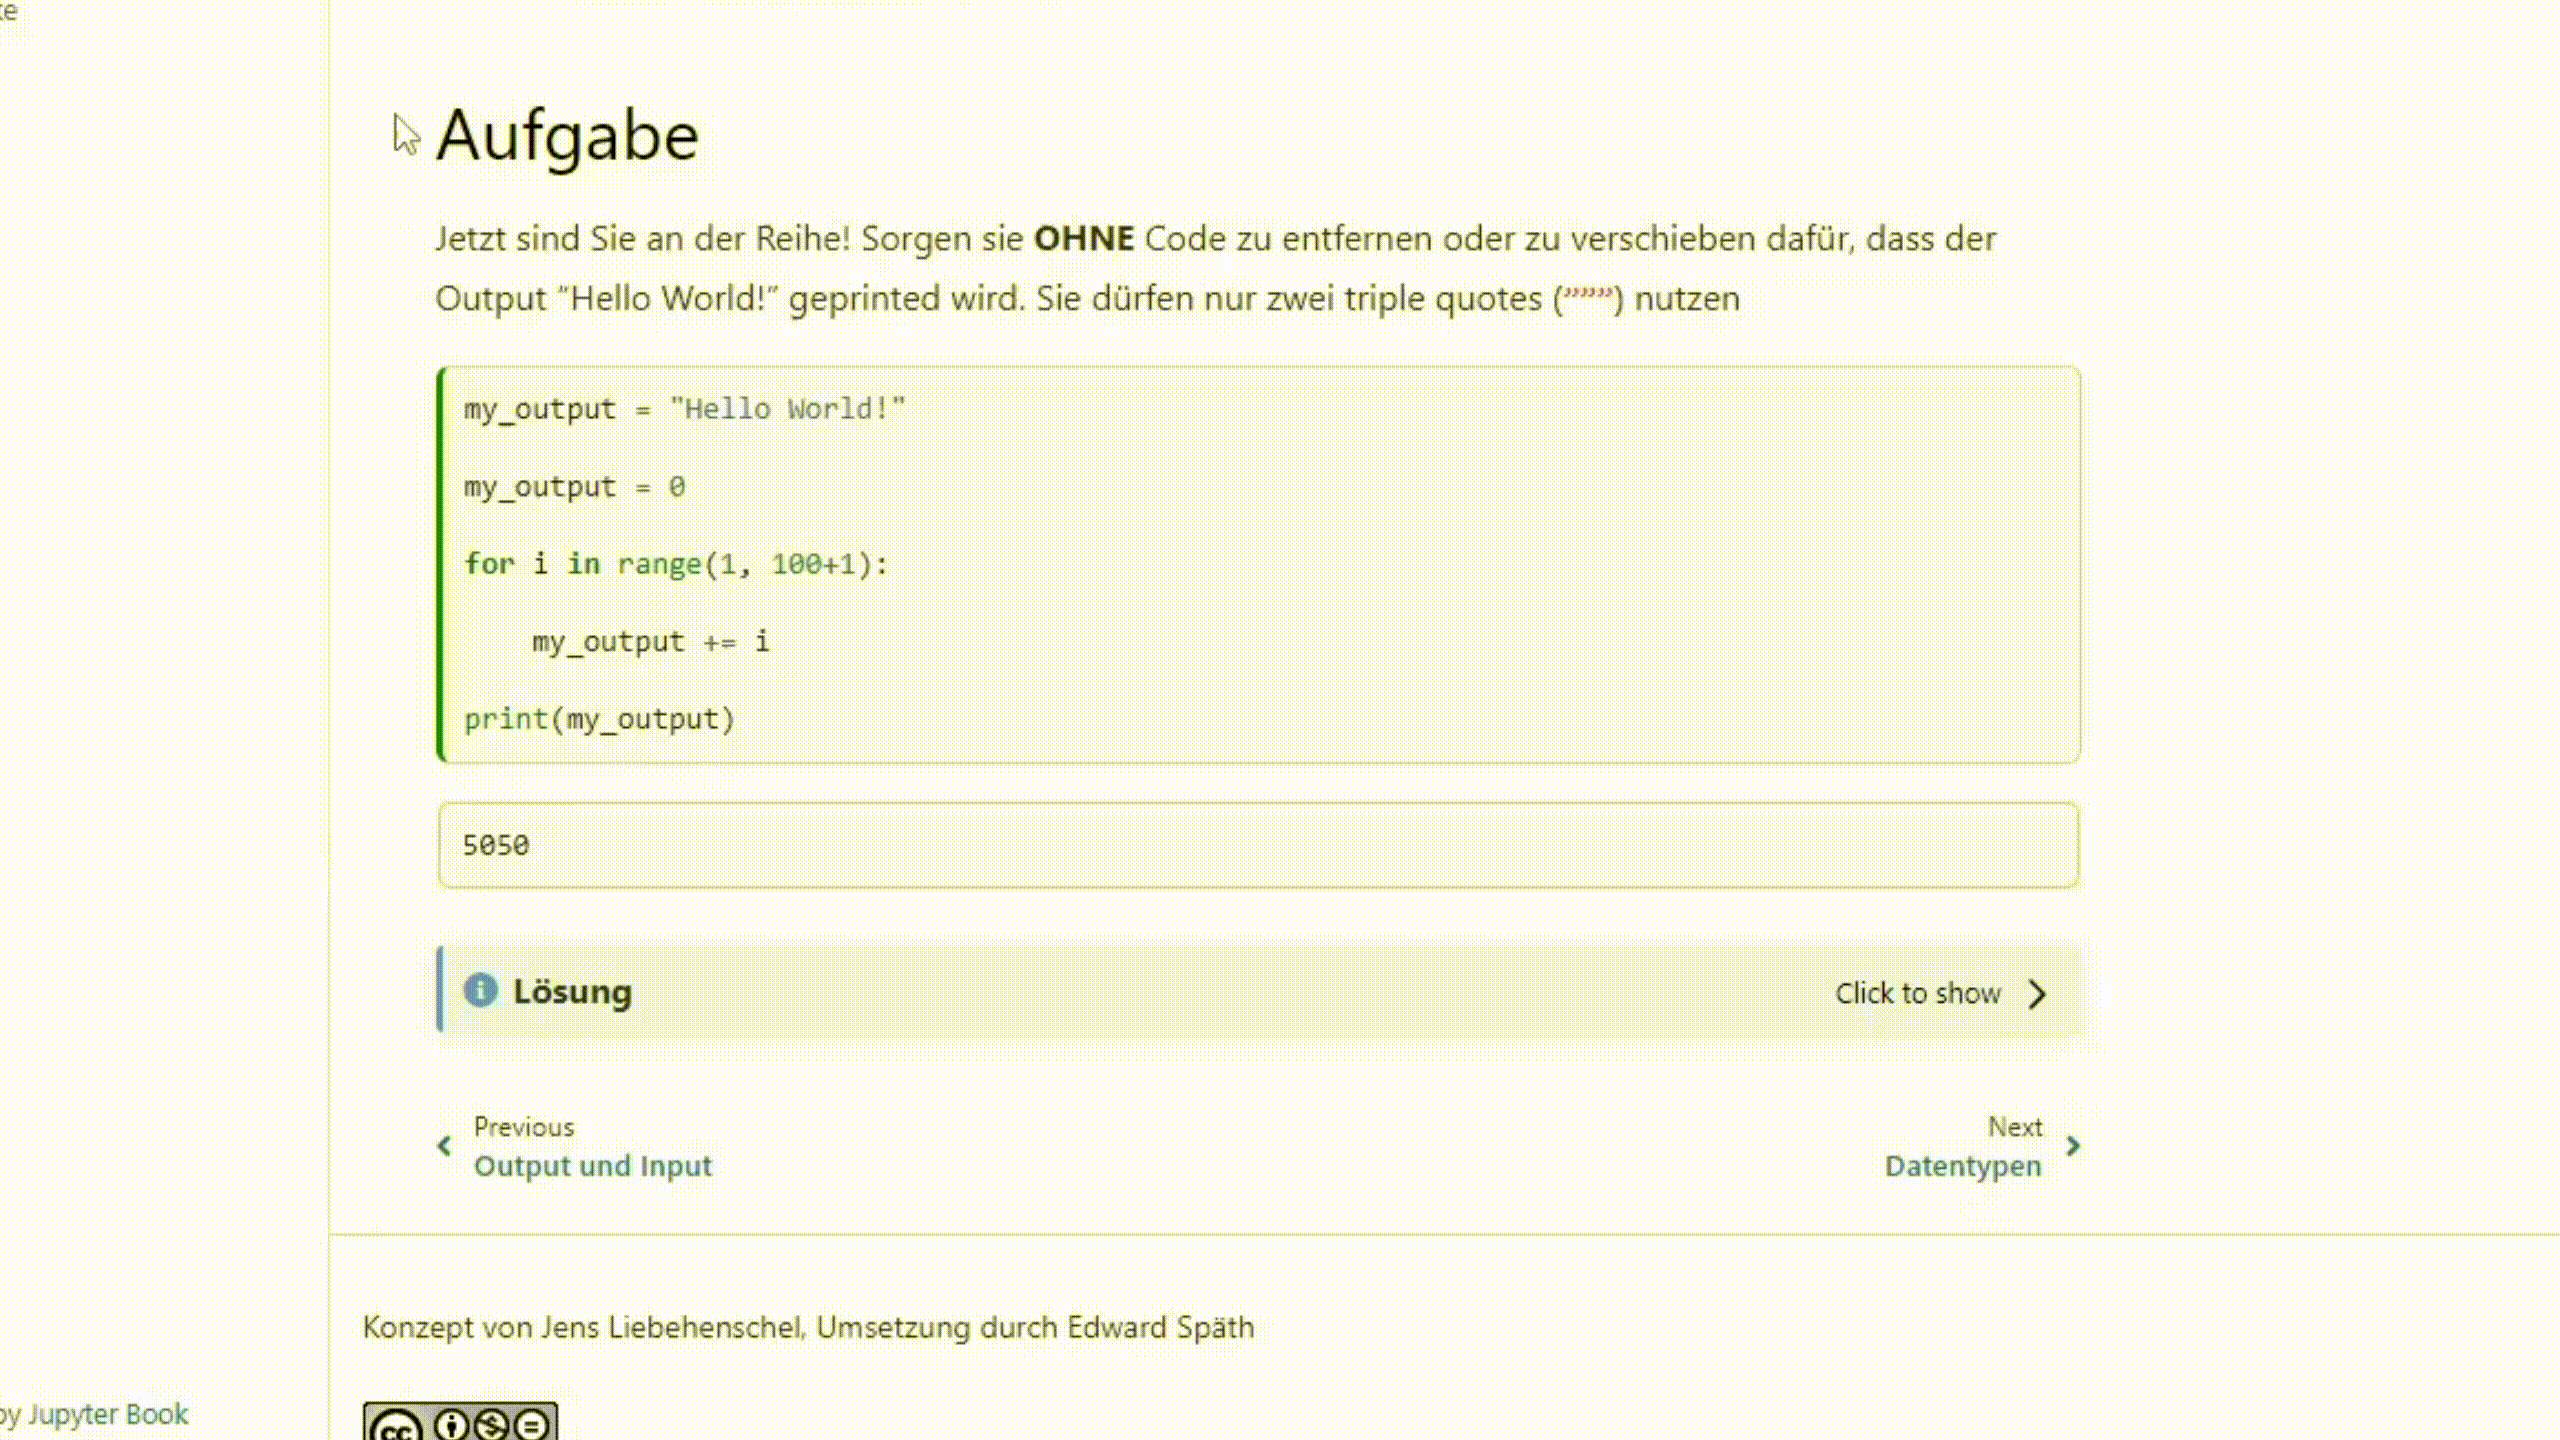 Aufgabe
Jetzt sind Sie an der Reihe! Sorgen sie OHNE Code zu entfernen oder zu verschieben dafür, dass der
Output “Hello World!” geprinted wird. Sie dürfen nur zwei triple quotes (”””) nutzen
my_output = "Hello World!"
my_output = 0
for i in range(1, 100+1):
    my_output += i
print(my_output)
5050
Lösung
Click to show
Previous
Output und Input
Next
Datentypen
Konzept von Jens Liebehenschel, Umsetzung durch Edward Späth
by Jupyter Book
cc